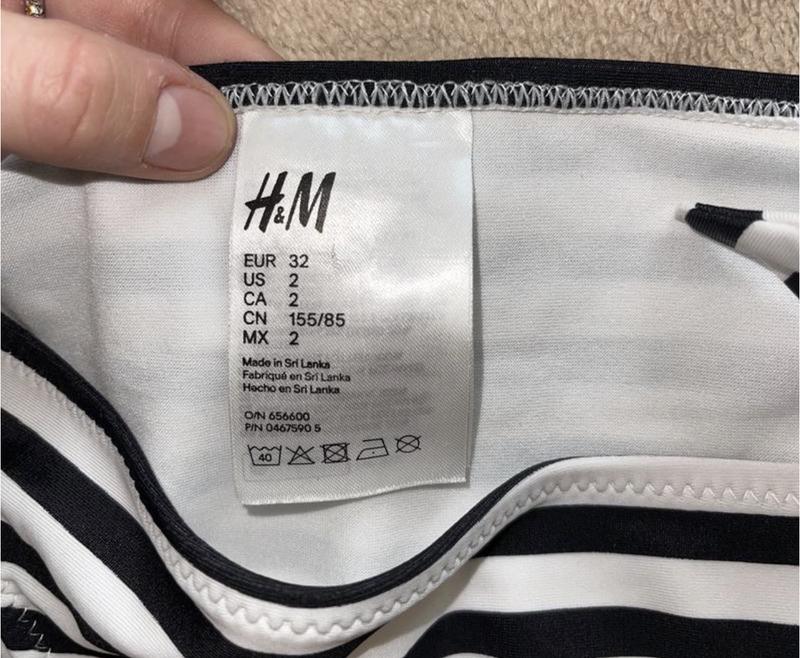 H&M
EUR 32
US 2
CA 2
CN 155/85
MX 2
Made in Sri Lanka
Fabriqué en Sri Lanka
Hecho en Sri Lanka
O/N 656600
P/N 0467590 5
40